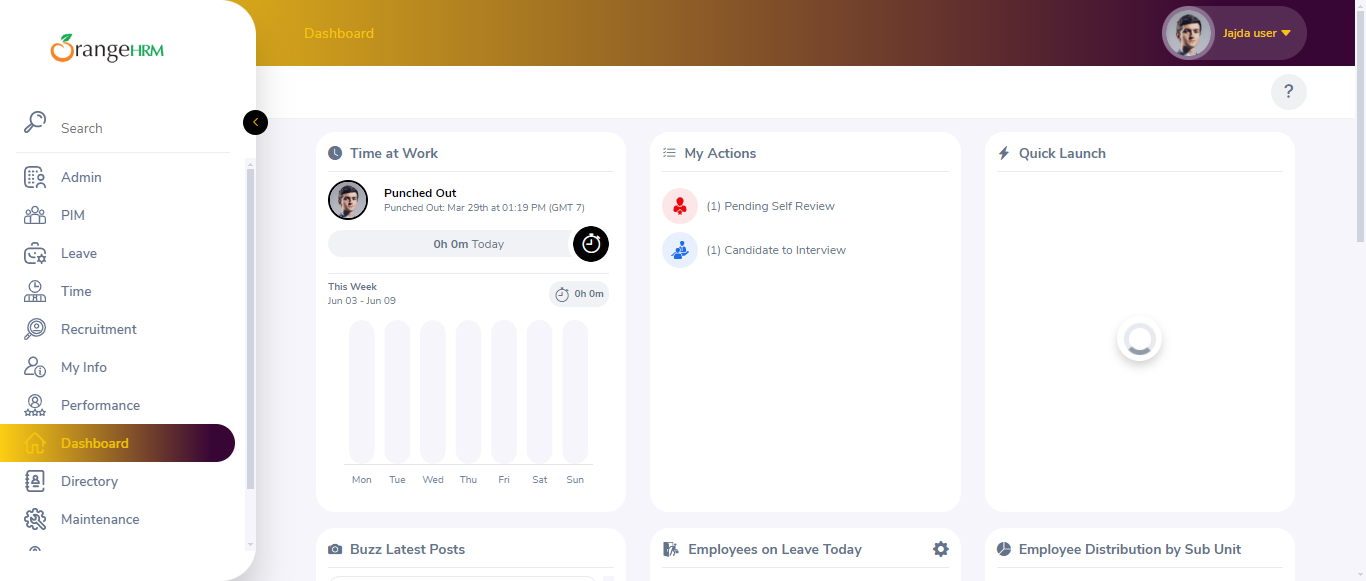 OrangeHRM
Search
Admin
PIM
Leave
Time
Recruitment
My Info
Performance
Dashboard
Directory
Maintenance
Dashboard
Jajda user
?
Time at Work
Punched Out
Punched Out: Mar 29th at 01:19 PM (GMT 7)
0h 0m Today
This Week
Jun 03 - Jun 09
0h 0m
Mon Tue Wed Thu Fri Sat Sun
My Actions
(1) Pending Self Review
(1) Candidate to Interview
Quick Launch
Buzz Latest Posts
Employees on Leave Today
Employee Distribution by Sub Unit